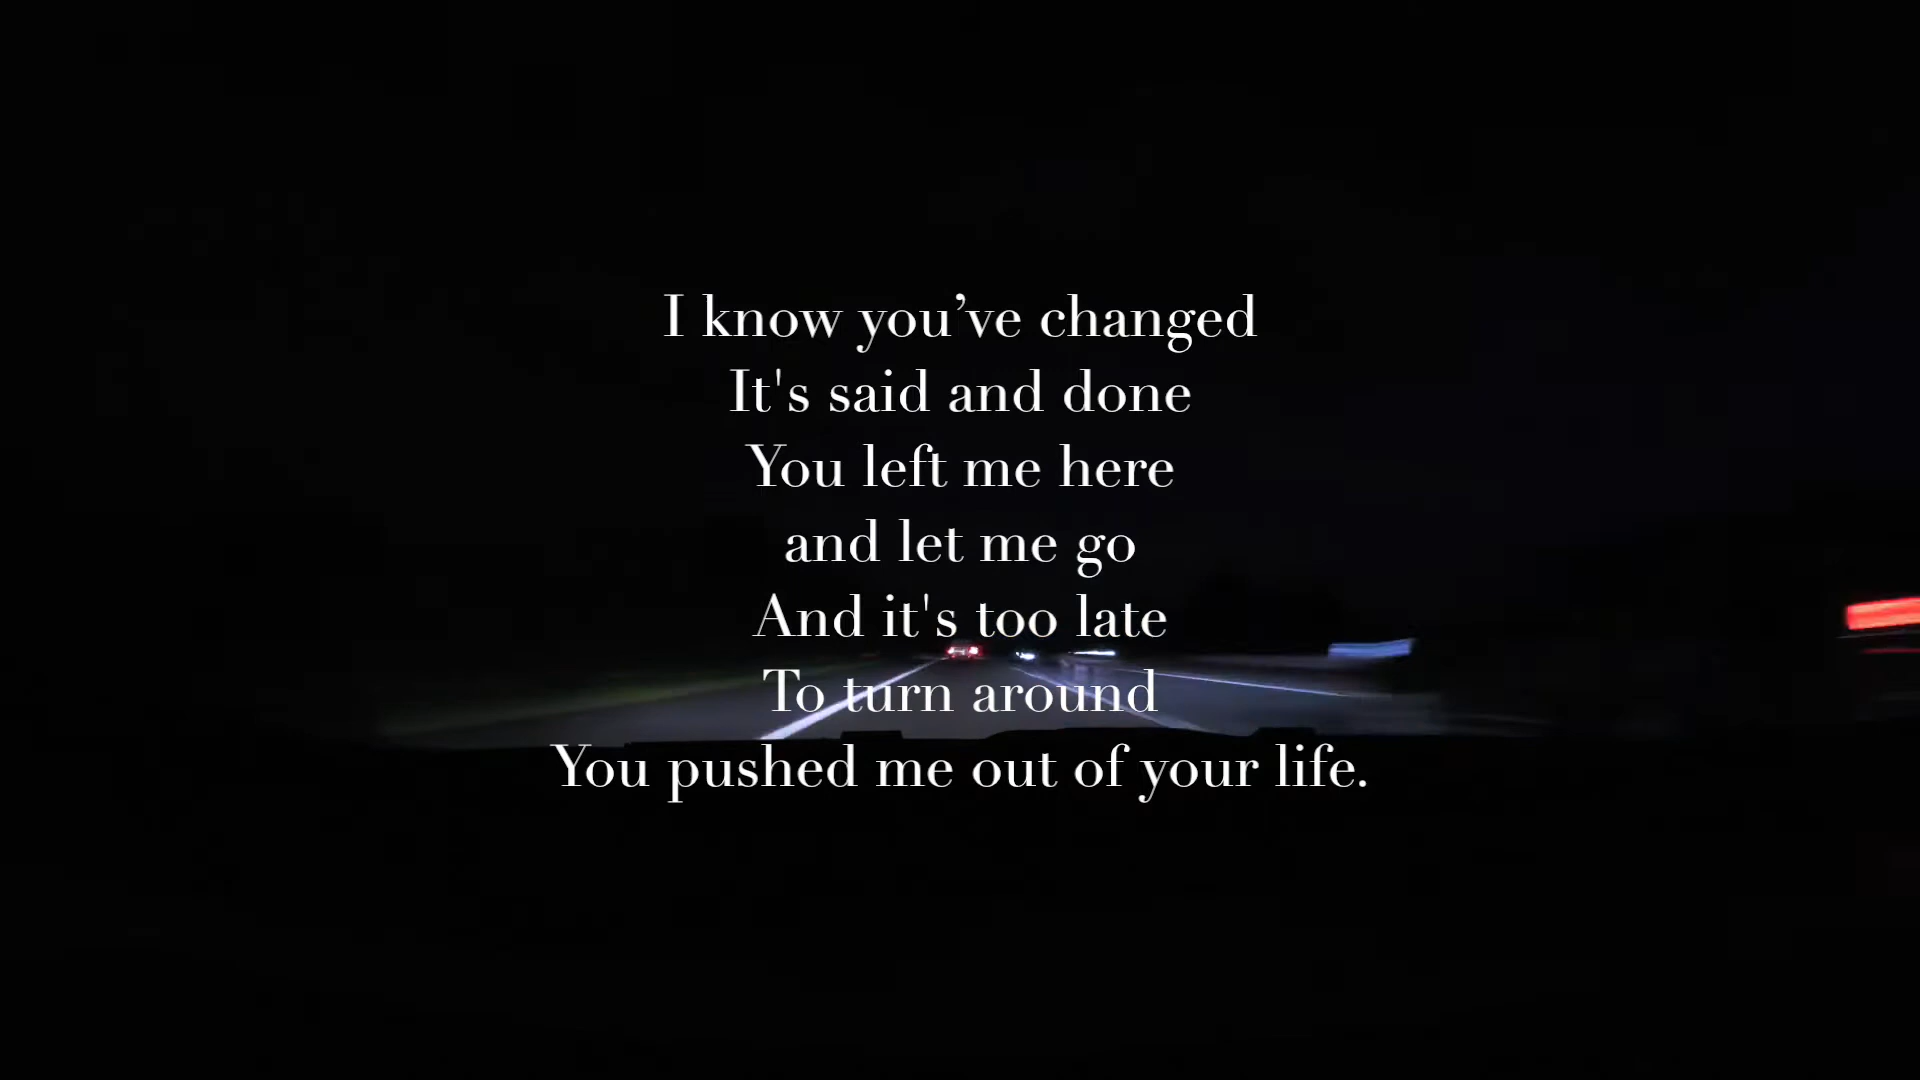 I know you’ve changed
It's said and done
You left me here
and let me go
And it's too late
To turn around
You pushed me out of your life.